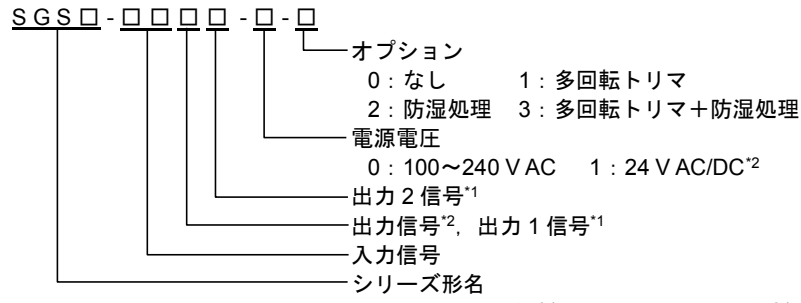 SGS□-□□□□-□-□
オプション
0：なし　1：多回転トリマ
2：防湿処理　3：多回転トリマ＋防湿処理
電源電圧
0：100～240 V AC　1：24 V AC/DC*2
出力 2 信号*1
出力信号*2，出力 1 信号*1
入力信号
シリーズ形名